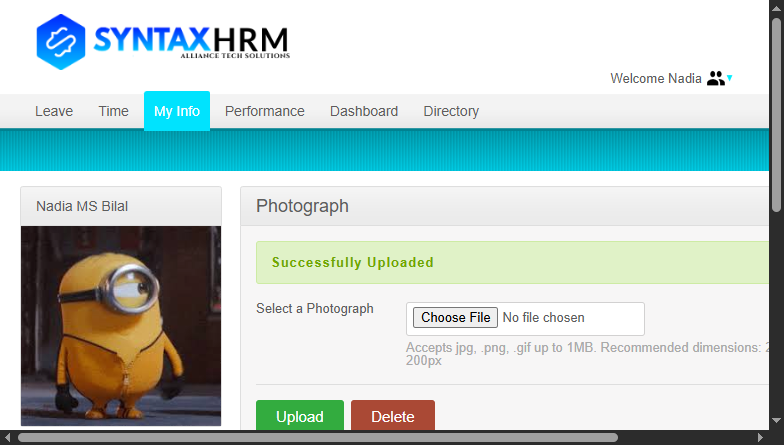 SYNTAXHRM
ALLIANCE TECH SOLUTIONS
Welcome Nadia
Leave Time My Info Performance Dashboard Directory
Nadia MS Bilal
Photograph
Successfully Uploaded
Select a Photograph
Choose File No file chosen
Accepts jpg, .png, .gif up to 1MB. Recommended dimensions:
200px
Upload Delete